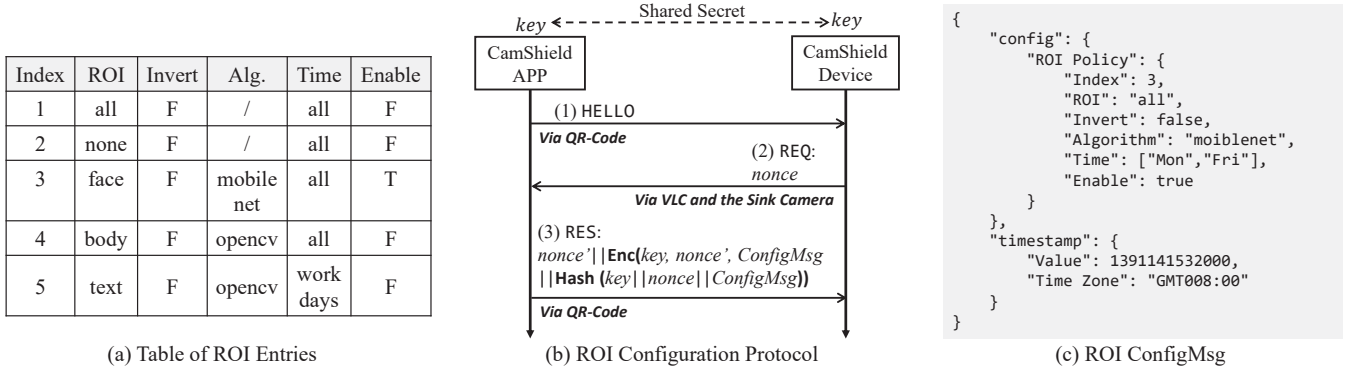 Index ROI Invert Alg. Time Enable
1 all F / all F
2 none F / all F
3 face F mobile net all T
4 body F opencv all F
5 text F opencv work days F
(a) Table of ROI Entries
Shared Secret
key key
CamShield APP
CamShield Device
(1) HELLO
Via QR-Code
(2) REQ:
nonce
Via VLC and the Sink Camera
(3) RES:
nonce'||Enc(key, nonce', ConfigMsg
||Hash (key||nonce||ConfigMsg))
Via QR-Code
(b) ROI Configuration Protocol
{
"config": {
"ROI Policy": {
"Index": 3,
"ROI": "all",
"Invert": false,
"Algorithm": "moiblenet",
"Time": ["Mon","Fri"],
"Enable": true
}
},
"timestamp": {
"Value": 1391141532000,
"Time Zone": "GMT008:00"
}
}
(c) ROI ConfigMsg